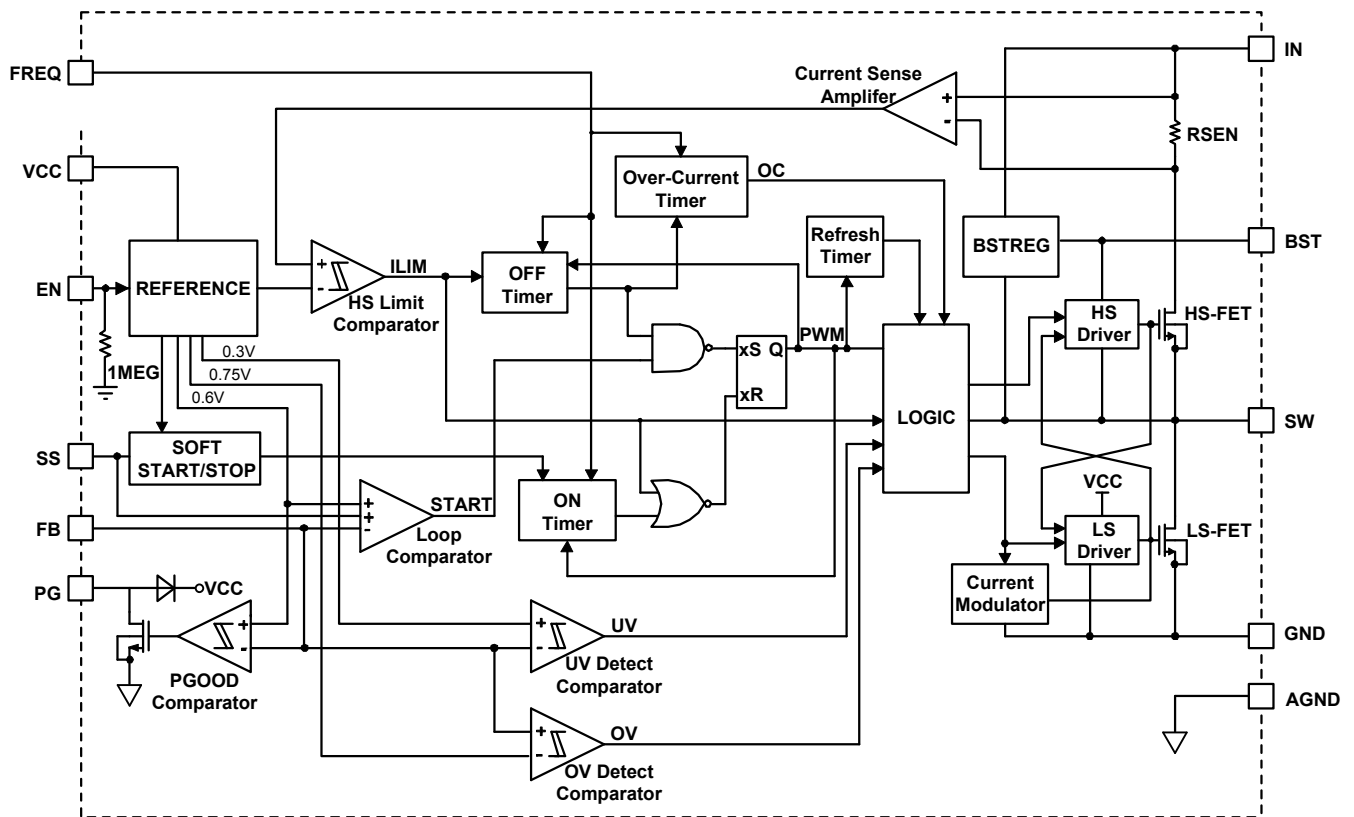 FREQ
IN
Current Sense
Amplifer
+
-
RSEN
VCC
Over-Current
Timer
OC
Refresh
Timer
BSTREG
BST
EN
REFERENCE
+
-
ILIM
HS Limit
Comparator
OFF
Timer
HS
Driver
HS-FET
1MEG
0.3V
0.75V
0.6V
xS Q
xR
PWM
LOGIC
SW
SS
SOFT
START/STOP
ON
Timer
VCC
+
+
-
START
Loop
Comparator
FB
LS
Driver
LS-FET
PG
VCC
Current
Modulator
+
-
PGOOD
Comparator
+
-
UV
UV Detect
Comparator
GND
AGND
+
-
OV
OV Detect
Comparator